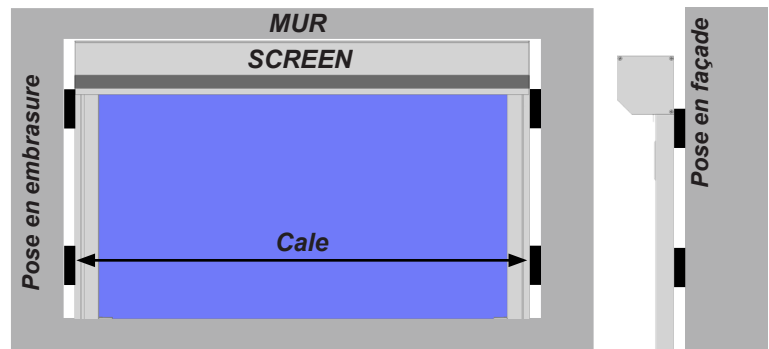 MUR
SCREEN
Pose en embrasure
Cale
Pose en façade